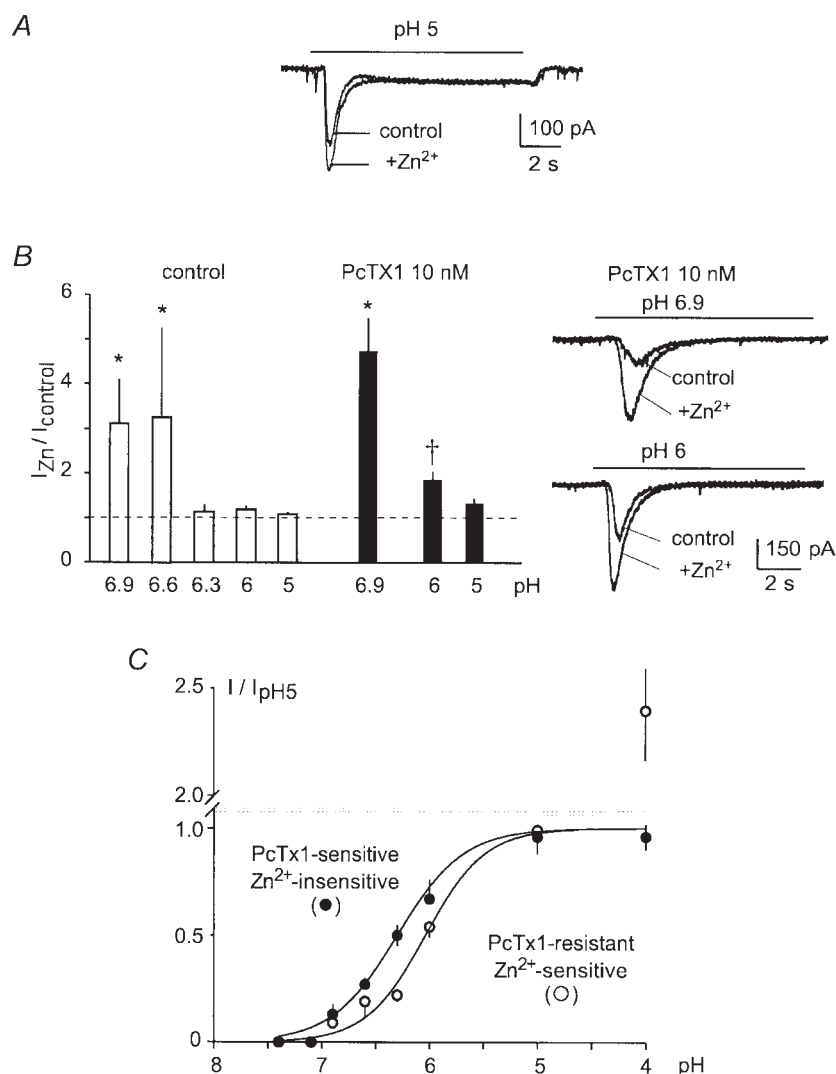 A
pH 5
control
+Zn²⁺
100 pA
2 s
B
control
PcTX1 10 nM
I_Zn / I_control
6
4
2
0
*
*
*
†
6.9
6.6
6.3
6
5
6.9
6
5
pH
PcTX1 10 nM
pH 6.9
control
+Zn²⁺
pH 6
control
+Zn²⁺
150 pA
2 s
C
I / I_pH5
2.5
2.0
1.0
0.5
0
PcTx1-sensitive
Zn²⁺-insensitive
(●)
PcTx1-resistant
Zn²⁺-sensitive
(○)
8
7
6
5
4
pH